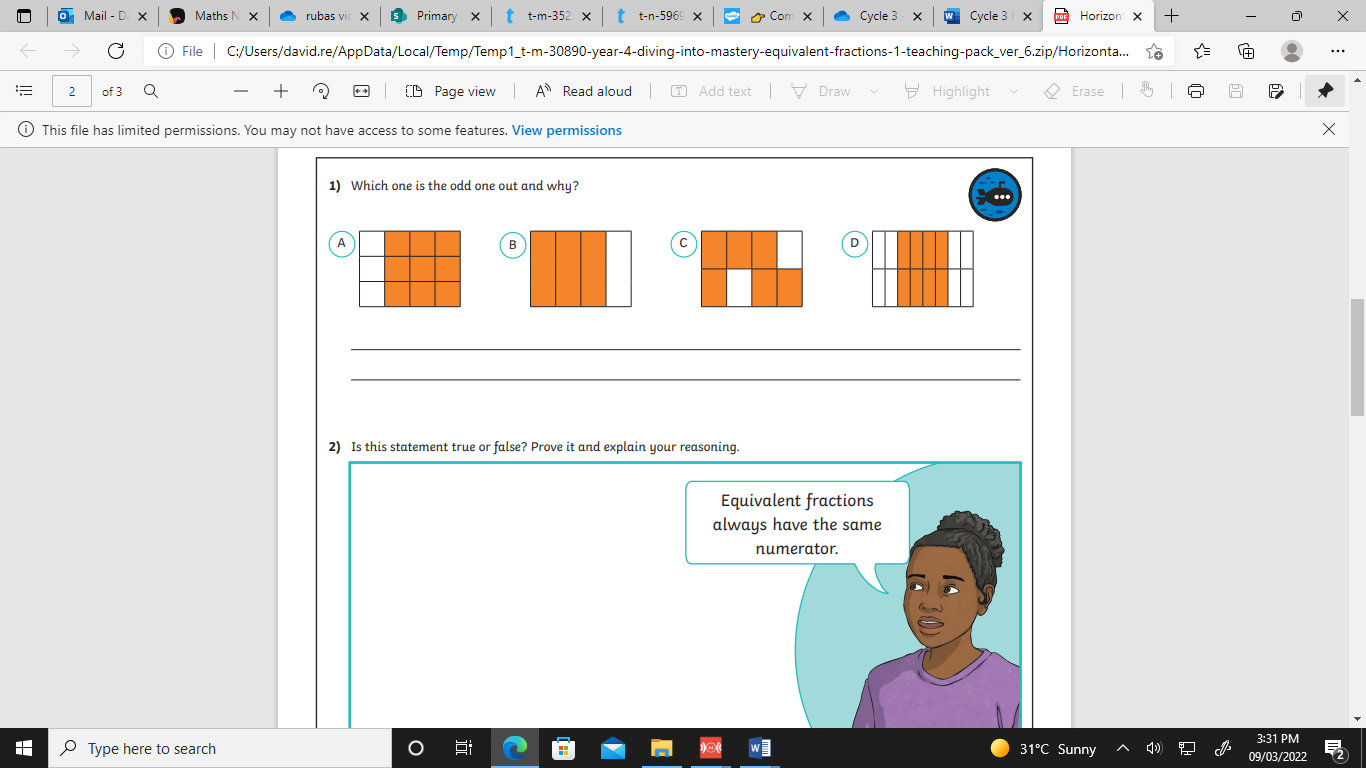 Mail - Da
Maths N
rubas vic
Primary
t-m-352
t-n-5969
Com
Cycle 3 -
Cycle 3 
Horizont
File
C:/Users/david.re/AppData/Local/Temp/Temp1_t-m-30890-year-4-diving-into-mastery-equivalent-fractions-1-teaching-pack_ver_6.zip/Horizonta...
2 of 3
Page view
Read aloud
Add text
Draw
Highlight
Erase
This file has limited permissions. You may not have access to some features. View permissions
1) Which one is the odd one out and why?
A B C D
2) Is this statement true or false? Prove it and explain your reasoning.
Equivalent fractions
always have the same
numerator.
Type here to search
31°C Sunny
3:31 PM
09/03/2022
2